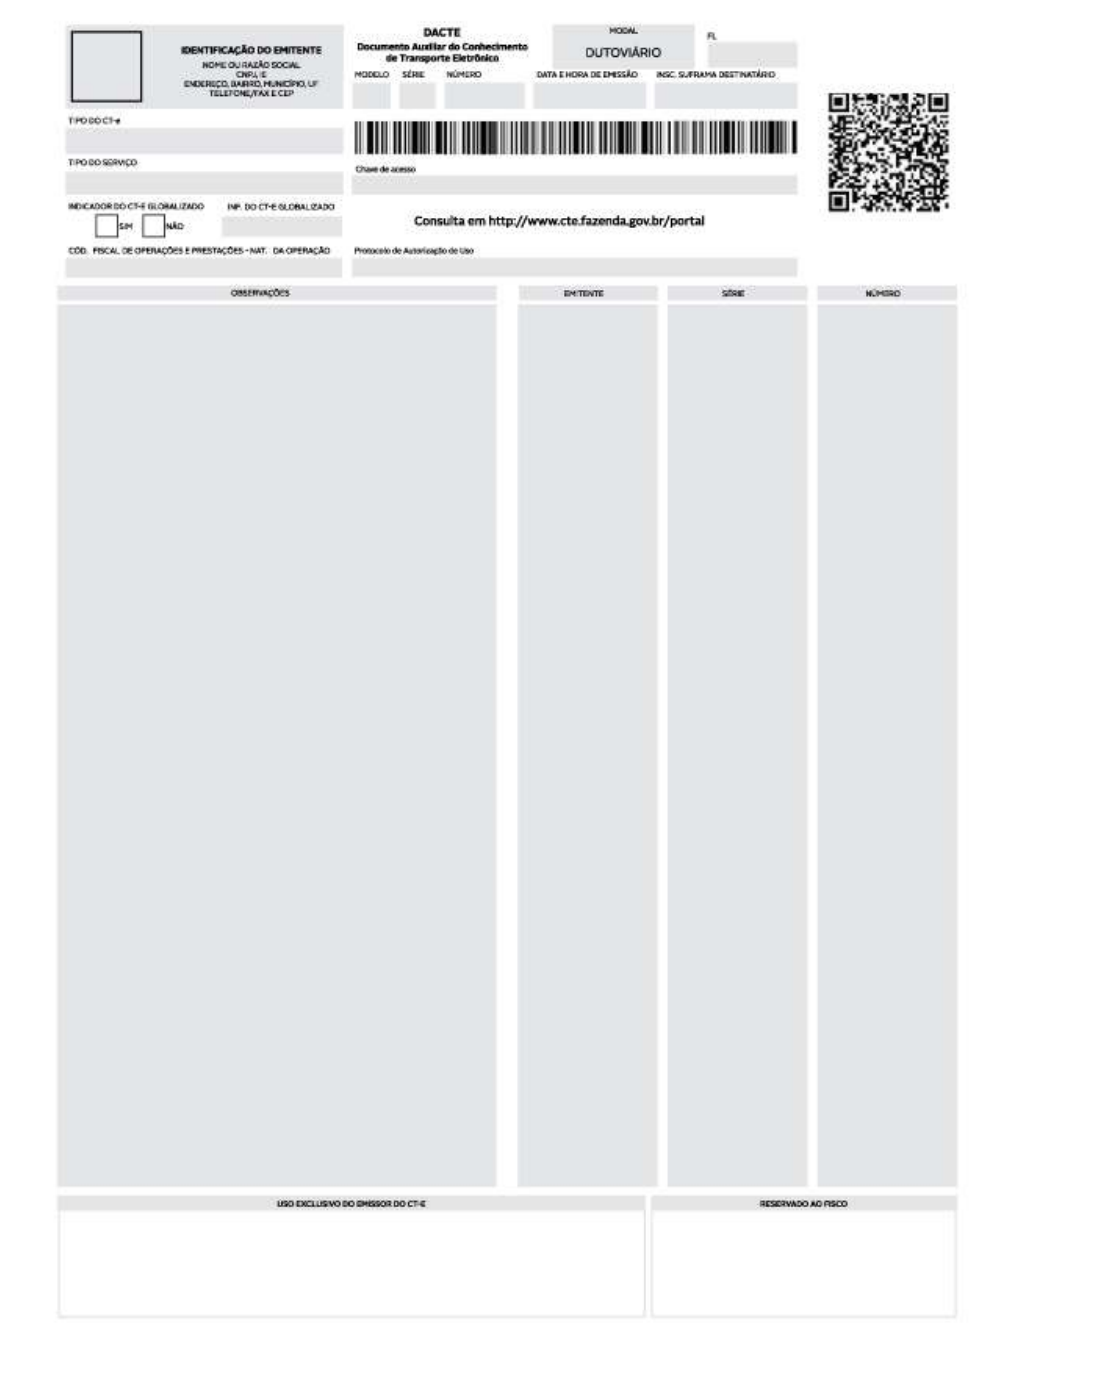 IDENTIFICAÇÃO DO EMITENTE
NOME OU RAZÃO SOCIAL
CNPJ, IE
ENDEREÇO, BAIRRO, MUNICÍPIO, UF
TELEFONE/FAX E CEP
DACTE
Documento Auxiliar do Conhecimento
de Transporte Eletrônico
MODAL
DUTOVIÁRIO
FL
MODELO SÉRIE NÚMERO DATA E HORA DE EMISSÃO INSC. SUFRAMA DESTINATÁRIO
TIPO DO CT-e
TIPO DO SERVIÇO
Chave de acesso
INDICADOR DO CT-E GLOBALIZADO INF. DO CT-E GLOBALIZADO
SIM NÃO
Consulta em http://www.cte.fazenda.gov.br/portal
CÓD. FISCAL DE OPERAÇÕES E PRESTAÇÕES - NAT. DA OPERAÇÃO
Protocolo de Autorização de Uso
OBSERVAÇÕES EMITENTE SÉRIE NÚMERO
USO EXCLUSIVO DO EMISSOR DO CT-E RESERVADO AO FISCO